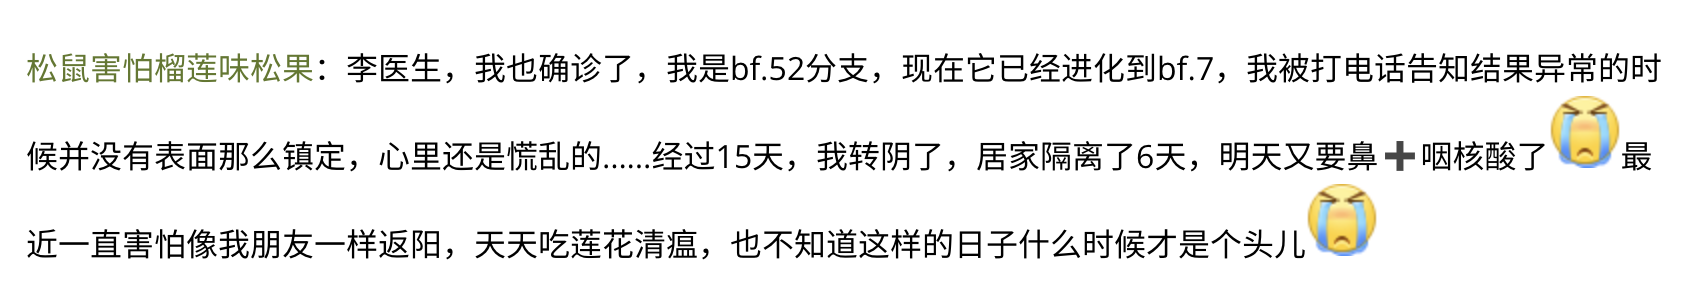 松鼠害怕榴莲味松果：李医生，我也确诊了，我是bf.52分支，现在它已经进化到bf.7，我被打电话告知结果异常的时
候并没有表面那么镇定，心里还是慌乱的......经过15天，我转阴了，居家隔离了6天，明天又要鼻➕咽核酸了😭最
近一直害怕像我朋友一样返阳，天天吃莲花清瘟，也不知道这样的日子什么时候才是个头儿😭